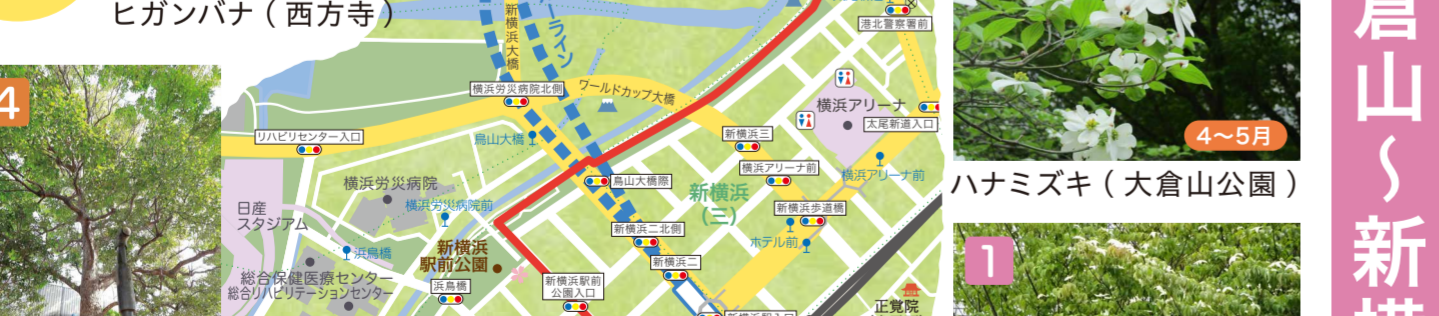 ヒガンバナ（西方寺）
4
新横浜大橋
ーライン
港北警察署前
横浜労災病院北側
ワールドカップ大橋
横浜アリーナ
太尾新道入口
リハビリセンター入口
鳥山大橋
新横浜三
横浜アリーナ前
横浜アリーナ前
鳥山大橋際
横浜労災病院
横浜労災病院前
新横浜
（三）
新横浜歩道橋
日産
スタジアム
新横浜二北側
ホテル前
浜鳥橋
新横浜
駅前公園
新横浜二
総合保健医療センター
総合リハビリテーションセンター
浜鳥橋
新横浜駅前
公園入口
正覚院
4〜5月
ハナミズキ（大倉山公園）
1
倉山〜新横